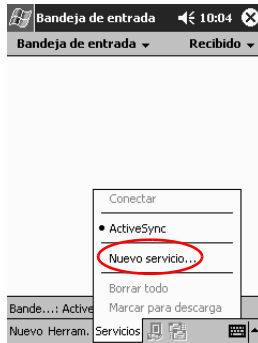 Bandeja de entrada 10:04
Bandeja de entrada Recibido
Conectar
ActiveSync
Nuevo servicio...
Borrar todo
Marcar para descarga
Bande...: Active
Nuevo Herram. Servicios